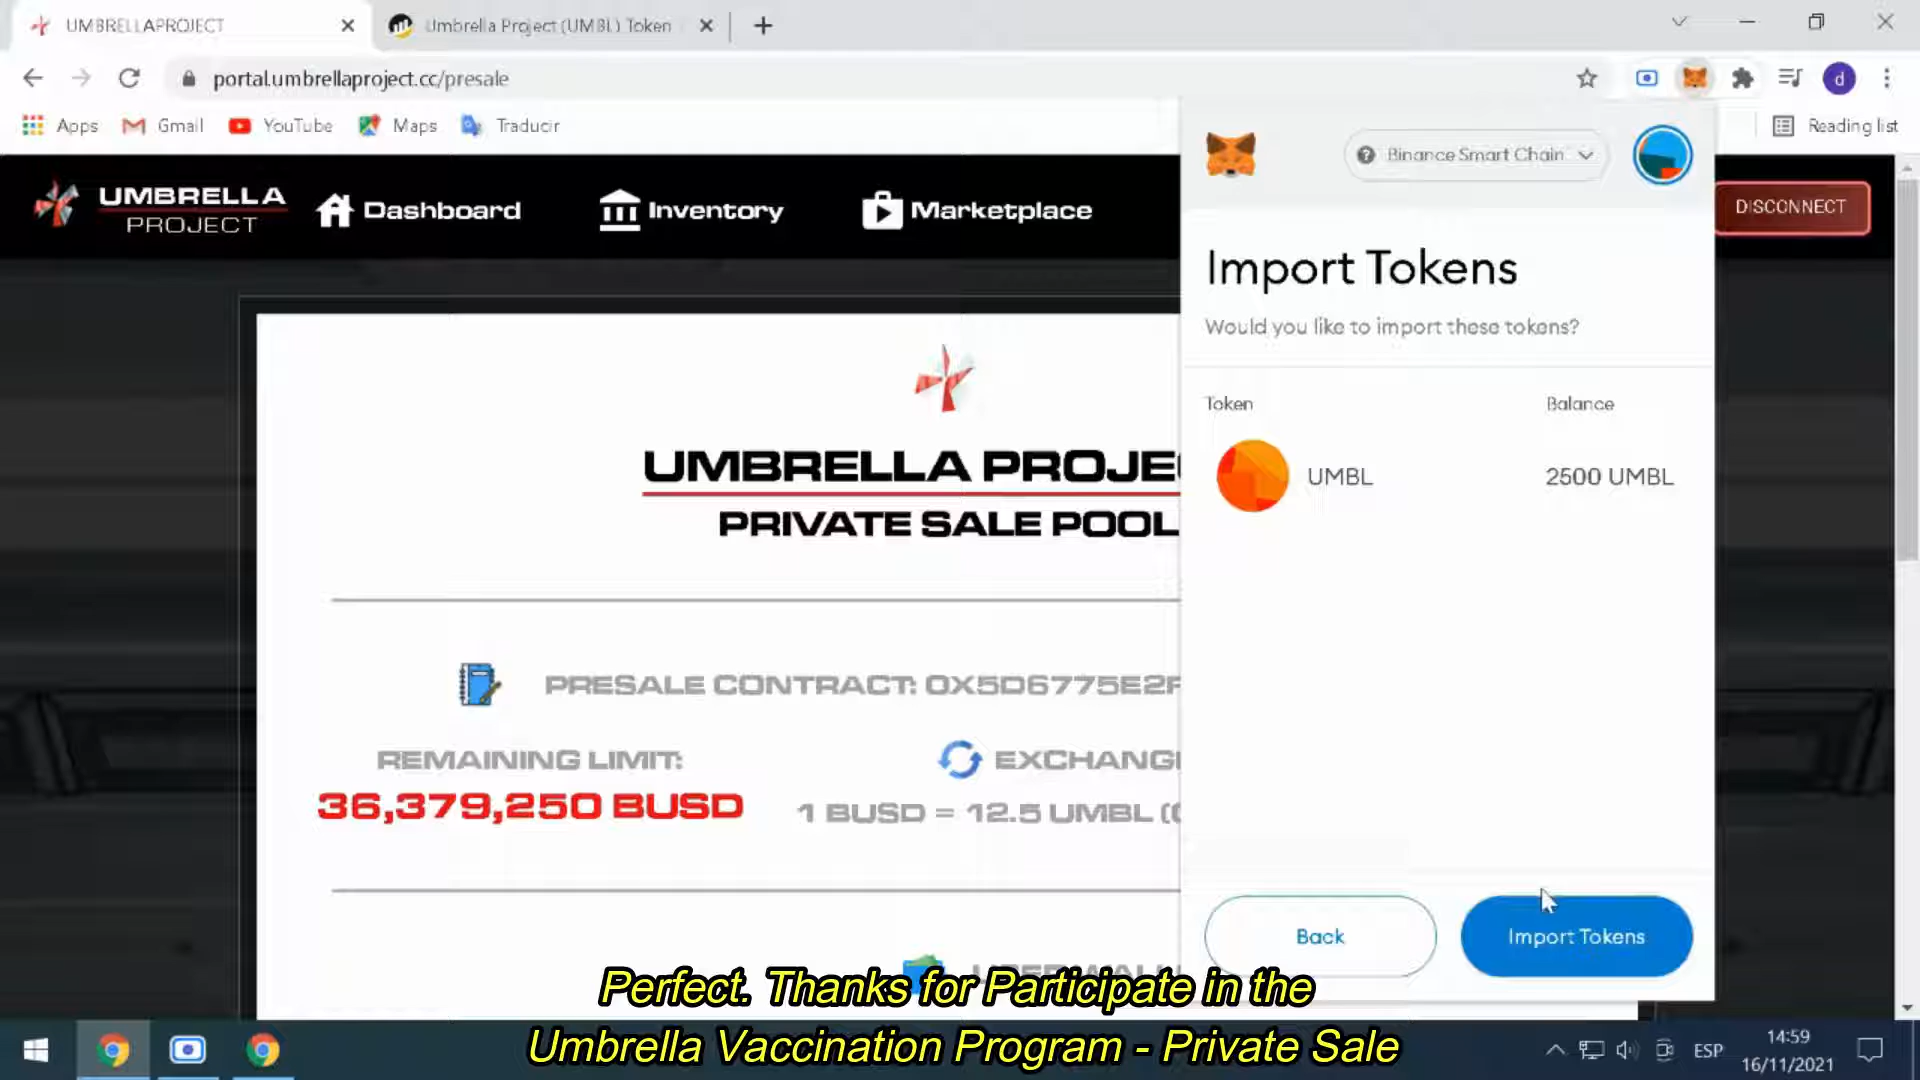 UMBRELLAPROJECT
Umbrella Project (UMBL) Token
portal.umbrellaproject.cc/presale
Apps
Gmail
YouTube
Maps
Traducir
Reading list
UMBRELLA
PROJECT
Dashboard
Inventory
Marketplace
Binance Smart Chain
DISCONNECT
Import Tokens
Would you like to import these tokens?
Token
Balance
UMBL
2500 UMBL
UMBRELLA PROJE
PRIVATE SALE POOL
PRESALE CONTRACT: 0X5D6775E2F
REMAINING LIMIT:
36,379,250 BUSD
EXCHANG
1 BUSD = 12.5 UMBL (
Back
Import Tokens
Perfect. Thanks for Participate in the
Umbrella Vaccination Program - Private Sale
d
ESP
14:59
16/11/2021